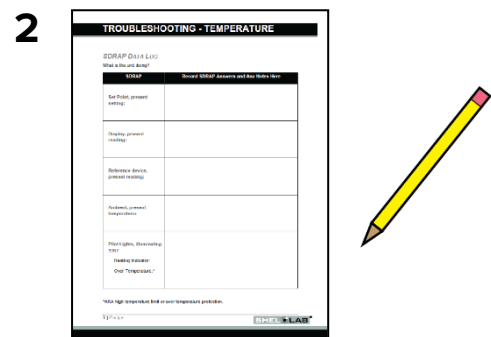 2
TROUBLESHOOTING - TEMPERATURE
SDRAP DATA LOG
What is the unit doing?
SDRAP Record SDRAP Answers and Any Notes Here
Set Point, present
setting:
Display, present
reading:
Reference device,
present reading:
Ambient, present
temperature:
Pilot Lights, illuminating
Heating Indicator:
Over Temperature:*
*AKA high temperature limit or over temperature protection.
SHEL LAB